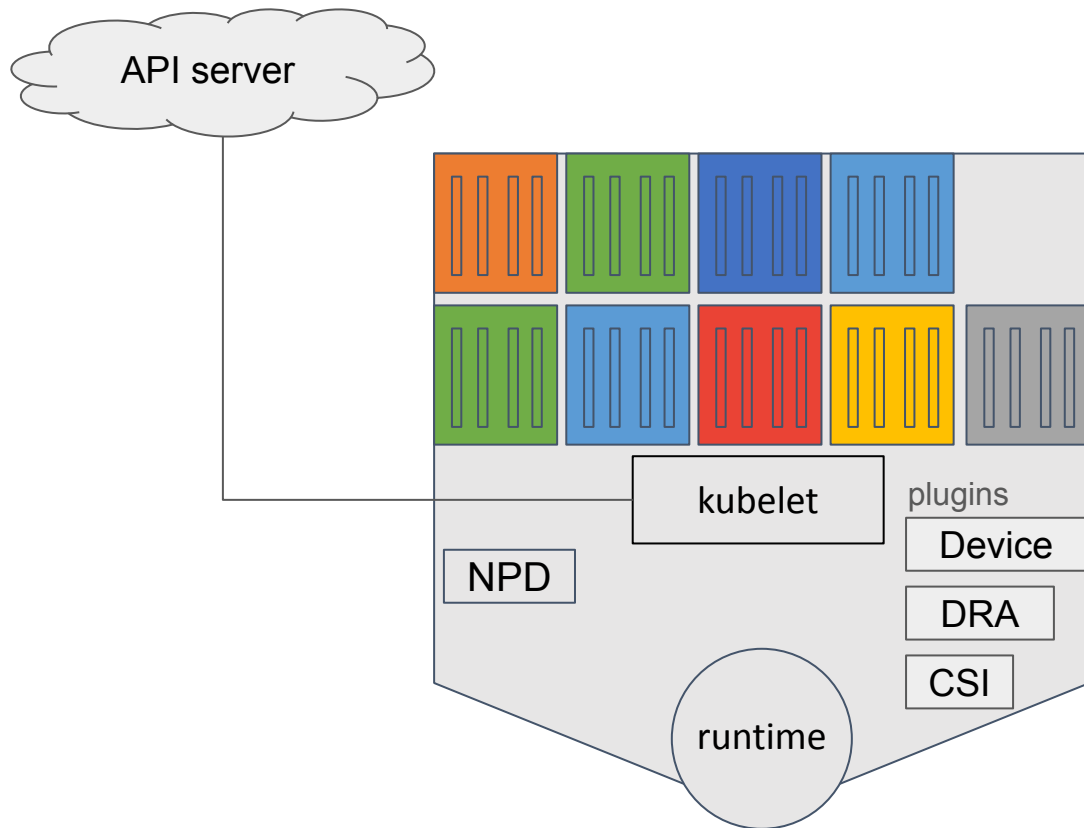 API server
kubelet
plugins
Device
NPD
DRA
CSI
runtime